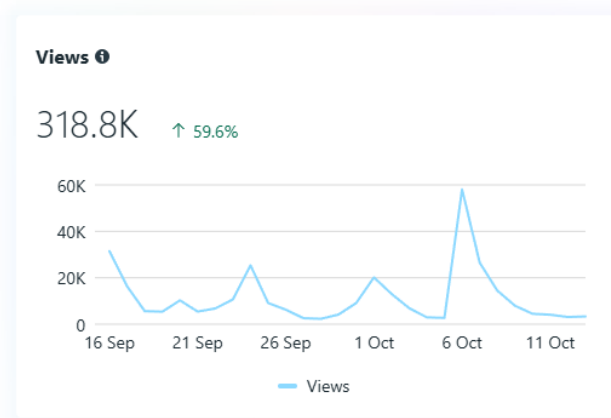 Views
318.8K ↑ 59.6%
60K
40K
20K
0
16 Sep 21 Sep 26 Sep 1 Oct 6 Oct 11 Oct
Views